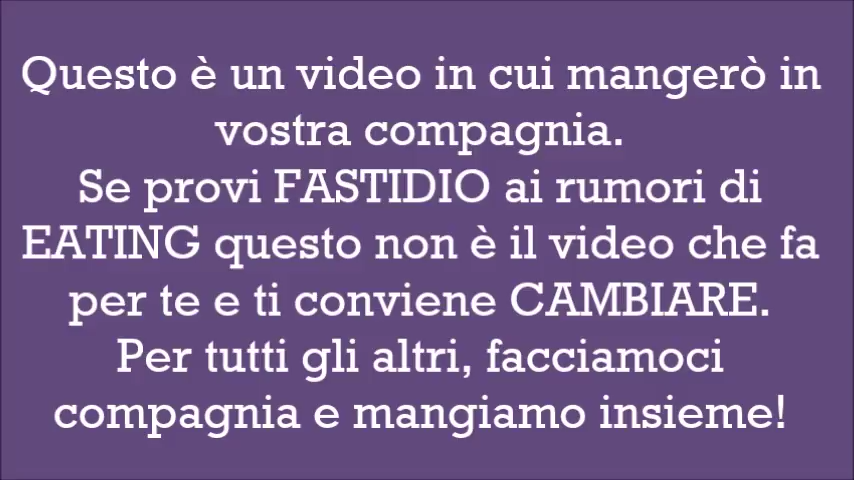 Questo è un video in cui mangerò in
vostra compagnia.
Se provi FASTIDIO ai rumori di
EATING questo non è il video che fa
per te e ti conviene CAMBIARE.
Per tutti gli altri, facciamoci
compagnia e mangiamo insieme!